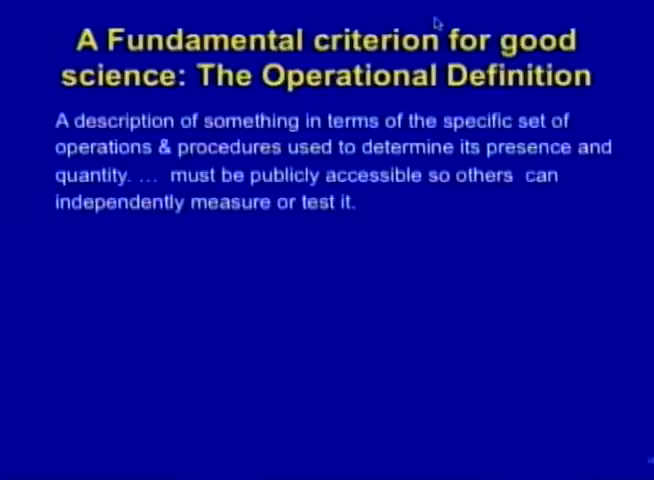 A Fundamental criterion for good
science: The Operational Definition
A description of something in terms of the specific set of
operations & procedures used to determine its presence and
quantity. … must be publicly accessible so others can
independently measure or test it.